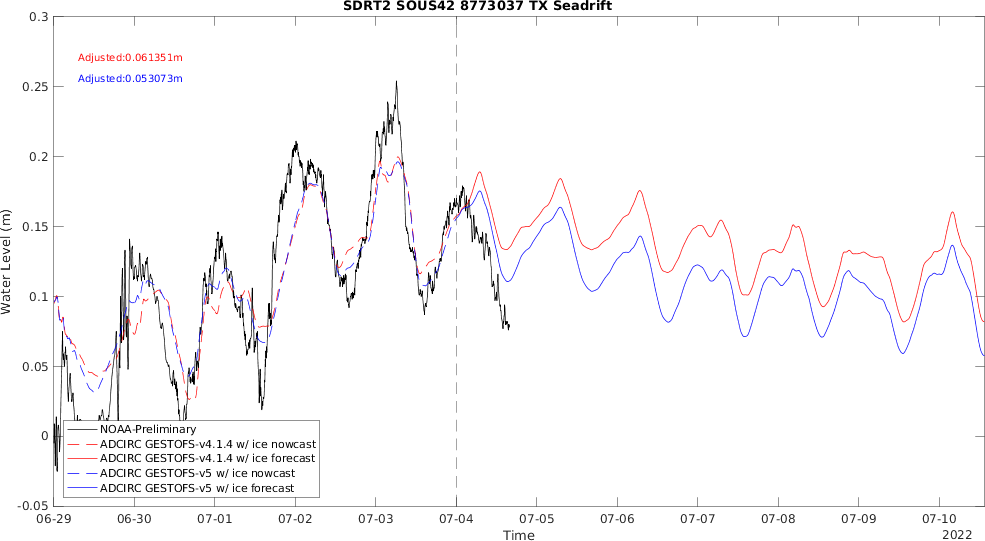 SDRT2 SOUS42 8773037 TX Seadrift
0.3
0.25
0.2
0.15
0.1
0.05
0
-0.05
Water Level (m)
Adjusted:0.061351m
Adjusted:0.053073m
NOAA-Preliminary
ADCIRC GESTOFS-v4.1.4 w/ ice nowcast
ADCIRC GESTOFS-v4.1.4 w/ ice forecast
ADCIRC GESTOFS-v5 w/ ice nowcast
ADCIRC GESTOFS-v5 w/ ice forecast
06-29 06-30 07-01 07-02 07-03 07-04 07-05 07-06 07-07 07-08 07-09 07-10
Time
2022